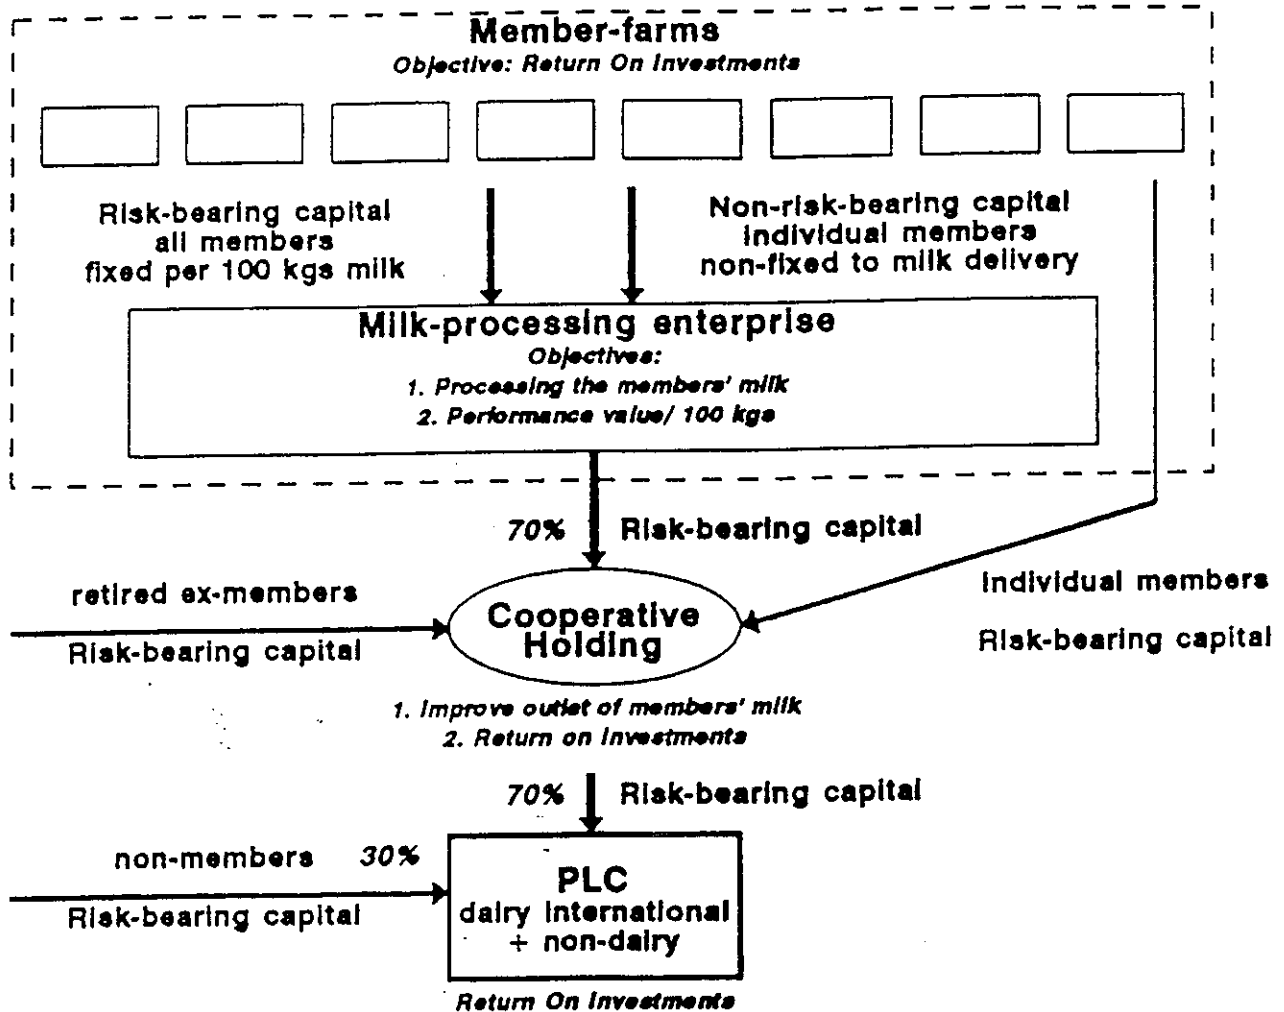 Member-farms
Objective: Return On Investments
Risk-bearing capital
all members
fixed per 100 kgs milk
Non-risk-bearing capital
individual members
non-fixed to milk delivery
Milk-processing enterprise
Objectives:
1. Processing the members' milk
2. Performance value/ 100 kgs
70% Risk-bearing capital
retired ex-members
Risk-bearing capital
Cooperative
Holding
individual members
Risk-bearing capital
1. Improve outlet of members' milk
2. Return on Investments
70% Risk-bearing capital
non-members 30%
Risk-bearing capital
PLC
dairy international
+ non-dairy
Return On Investments